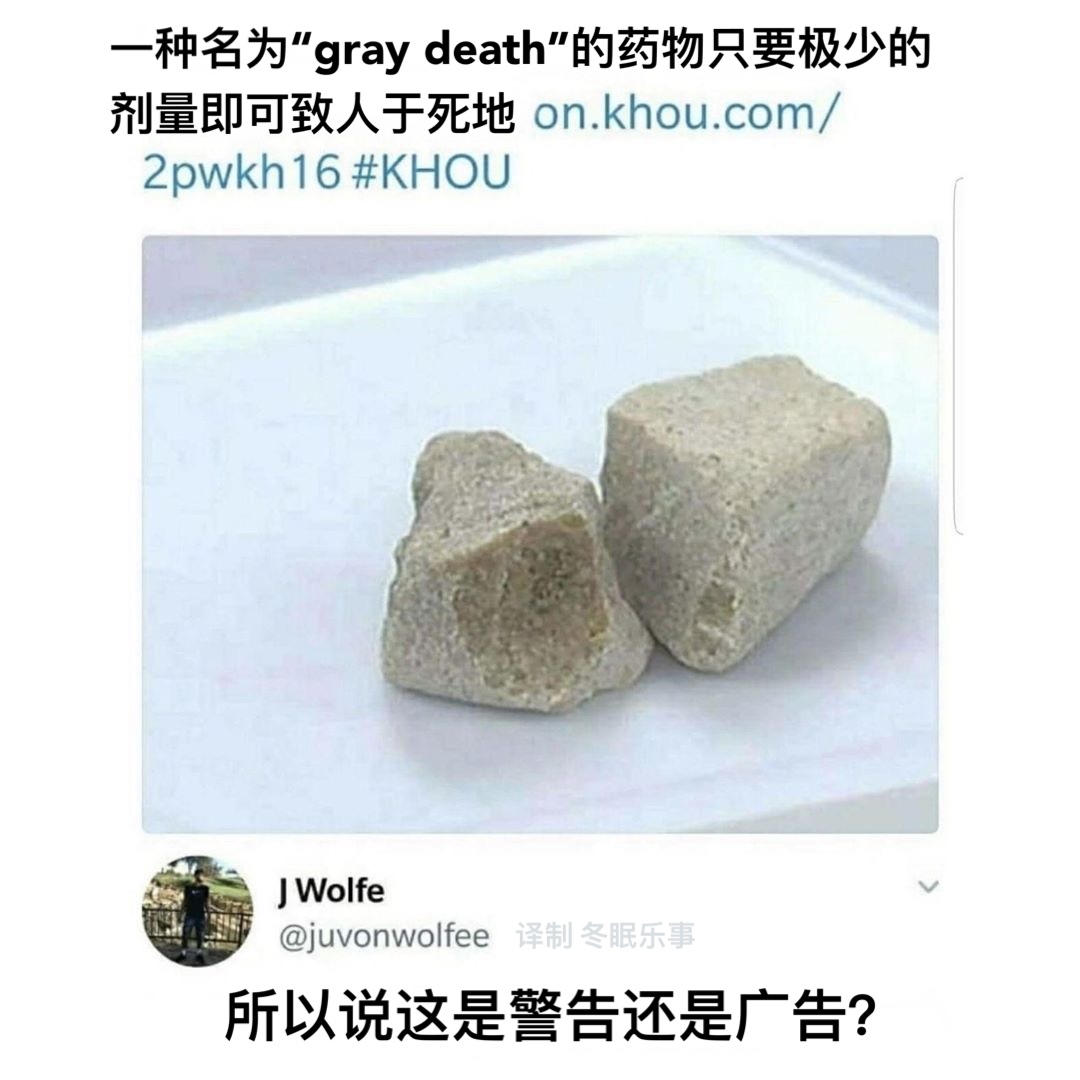 一种名为“gray death”的药物只要极少的
剂量即可致人于死地 on.khou.com/
2pwkh16 #KHOU
J Wolfe
@juvonwolfee 译制 冬眠乐事
所以说这是警告还是广告?